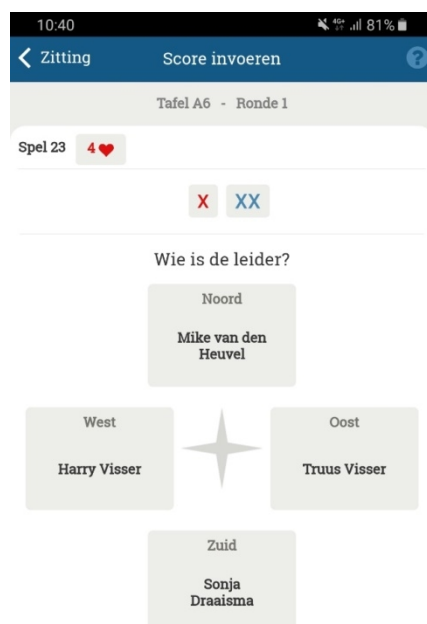 10:40 4G+ 81%
Zitting Score invoeren ?
Tafel A6 - Ronde 1
Spel 23 4♥
X XX
Wie is de leider?
Noord
Mike van den
Heuvel
West Oost
Harry Visser Truus Visser
Zuid
Sonja
Draaisma